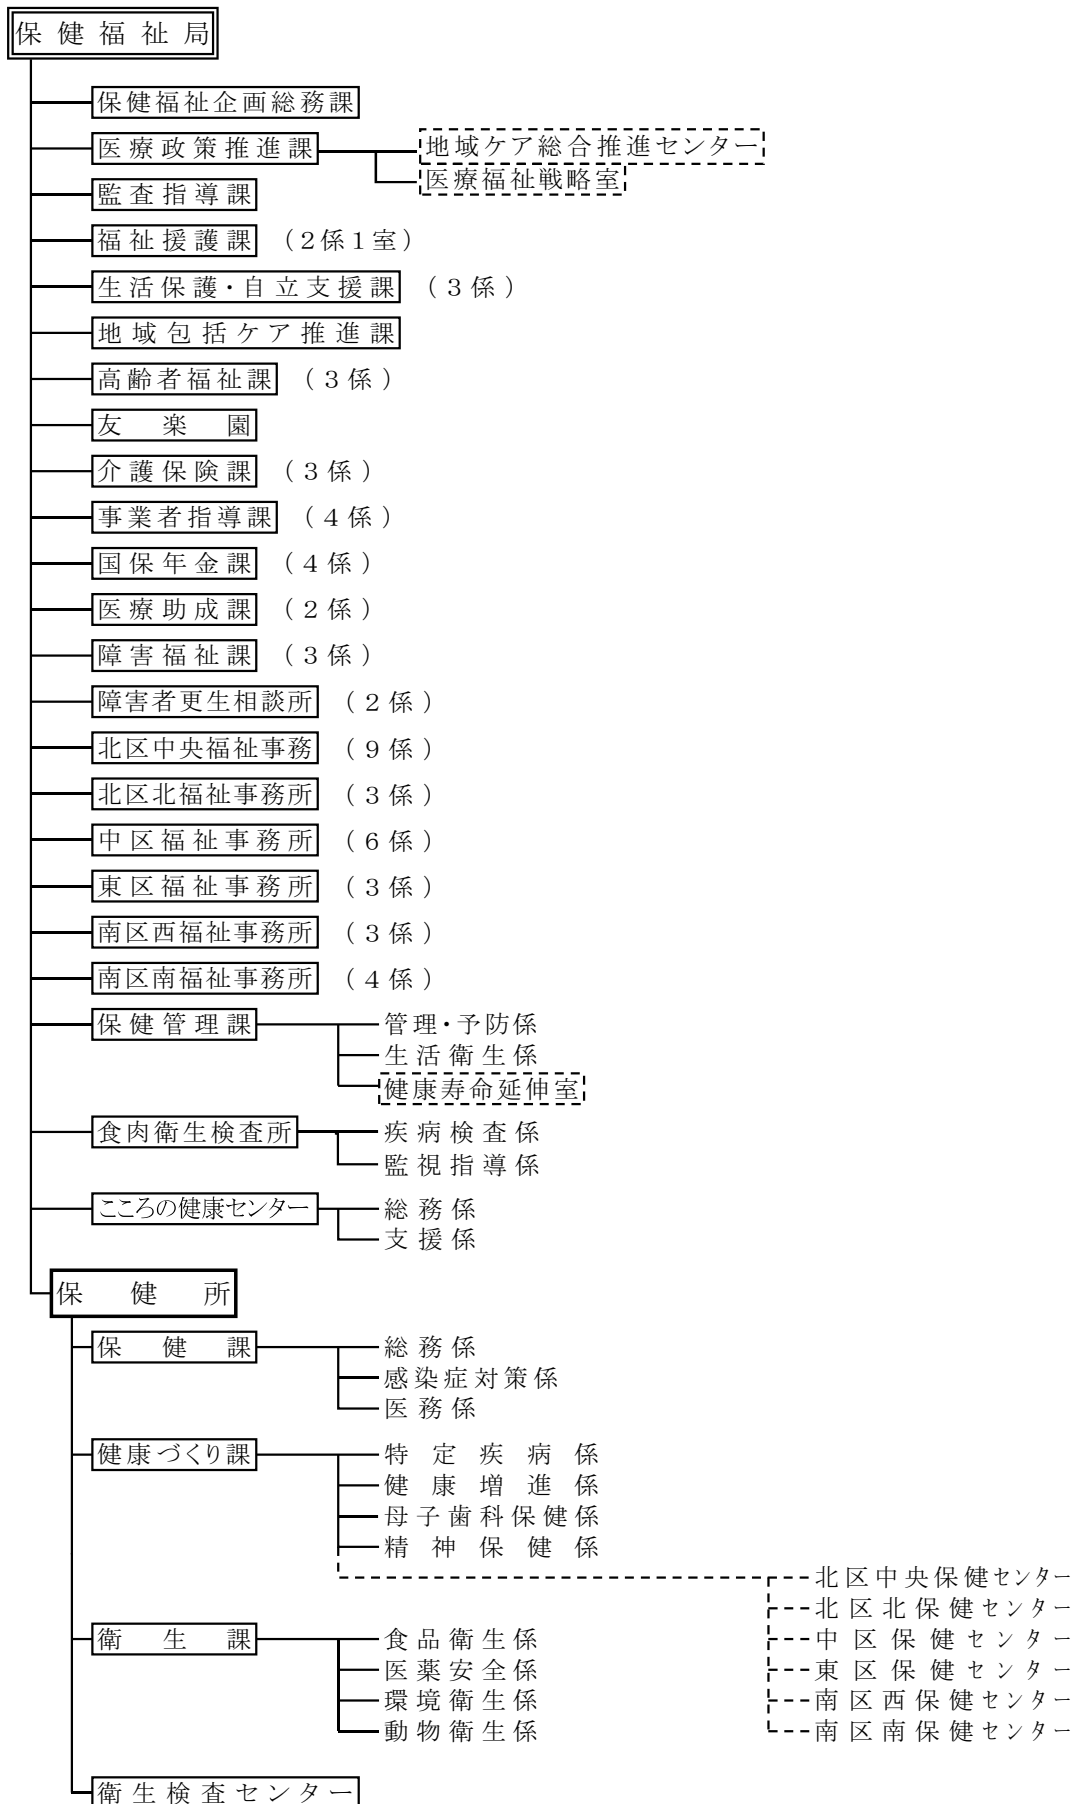 保健福祉局
保健福祉企画総務課
医療政策推進課 地域ケア総合推進センター
医療福祉戦略室
監査指導課
福祉援護課 (2係1室)
生活保護・自立支援課 (3係)
地域包括ケア推進課
高齢者福祉課 (3係)
友楽園
介護保険課 (3係)
事業者指導課 (4係)
国保年金課 (4係)
医療助成課 (2係)
障害福祉課 (3係)
障害者更生相談所 (2係)
北区中央福祉事務 (9係)
北区北福祉事務所 (3係)
中区福祉事務所 (6係)
東区福祉事務所 (3係)
南区西福祉事務所 (3係)
南区南福祉事務所 (4係)
保健管理課 管理・予防係
生活衛生係
健康寿命延伸室
食肉衛生検査所 疾病検査係
監視指導係
こころの健康センター 総務係
支援係
保健所
保健課 総務係
感染症対策係
医務係
健康づくり課 特定疾病係
健康増進係
母子歯科保健係
精神保健係
北区中央保健センター
北区北保健センター
衛生課 食品衛生係 中区保健センター
医薬安全係 東区保健センター
環境衛生係 南区西保健センター
動物衛生係 南区南保健センター
衛生検査センター